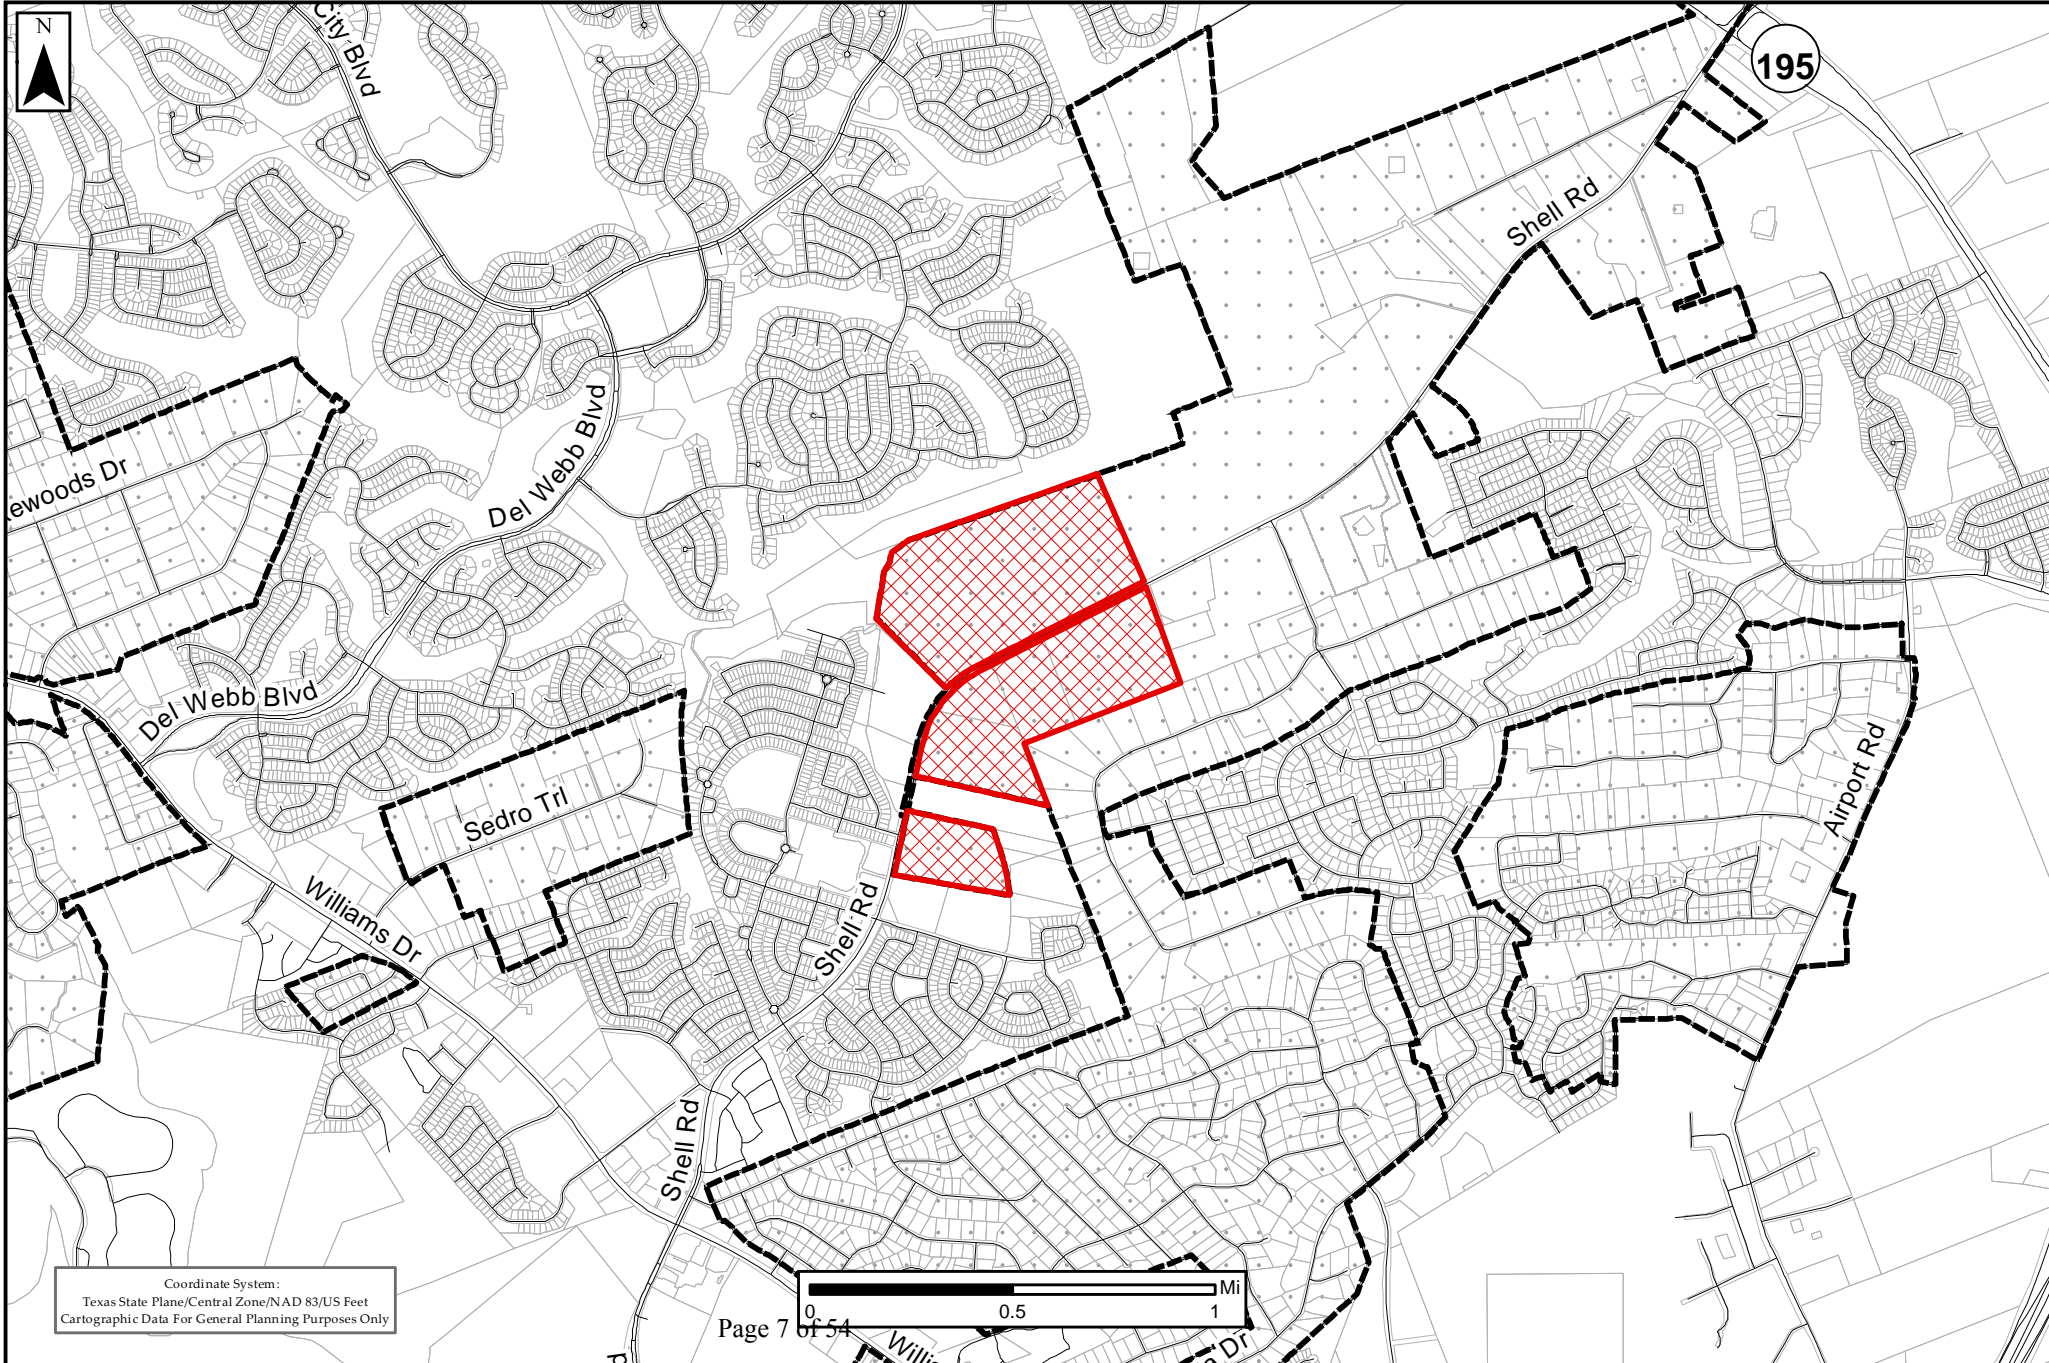 N
City Blvd
195
Shell Rd
Del Webb Blvd
ewoods Dr
Del Webb Blvd
Sedro Trl
Airport Rd
Williams Dr
Shell Rd
Shell Rd
Coordinate System:
Texas State Plane/Central Zone/NAD 83/US Feet
Cartographic Data For General Planning Purposes Only
Mi
0 0.5 1
Page 7 of 54
Willi
Dr